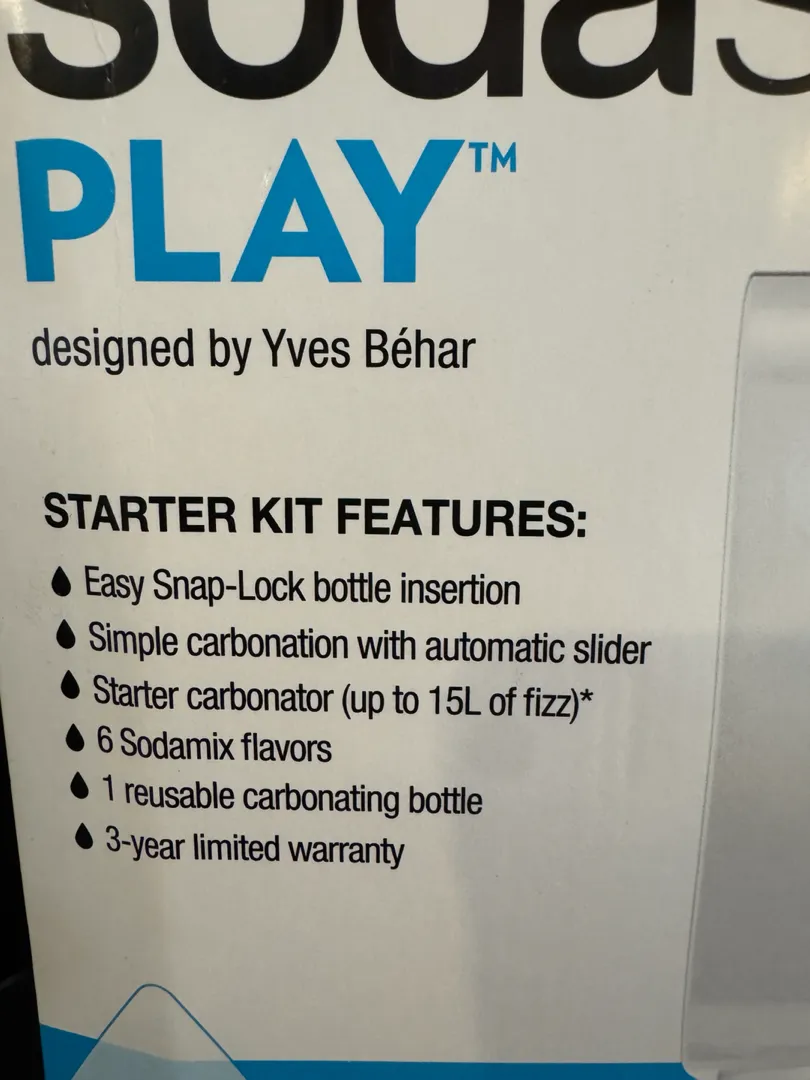 sodas
PLAY™
designed by Yves Béhar
STARTER KIT FEATURES:
Easy Snap-Lock bottle insertion
Simple carbonation with automatic slider
Starter carbonator (up to 15L of fizz)*
6 Sodamix flavors
1 reusable carbonating bottle
3-year limited warranty